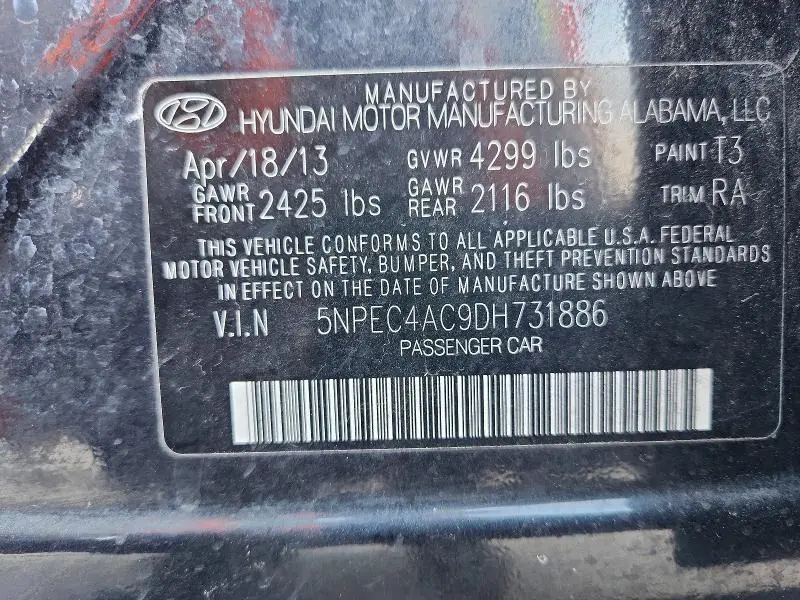 MANUFACTURED BY
HYUNDAI MOTOR MANUFACTURING ALABAMA, LLC
Apr/18/13 GVWR 4299 lbs PAINT T3
GAWR FRONT 2425 lbs GAWR REAR 2116 lbs TRIM RA
THIS VEHICLE CONFORMS TO ALL APPLICABLE U.S.A. FEDERAL
MOTOR VEHICLE SAFETY, BUMPER, AND THEFT PREVENTION STANDARDS
IN EFFECT ON THE DATE OF MANUFACTURE SHOWN ABOVE
V.I.N 5NPEC4AC9DH731886
PASSENGER CAR